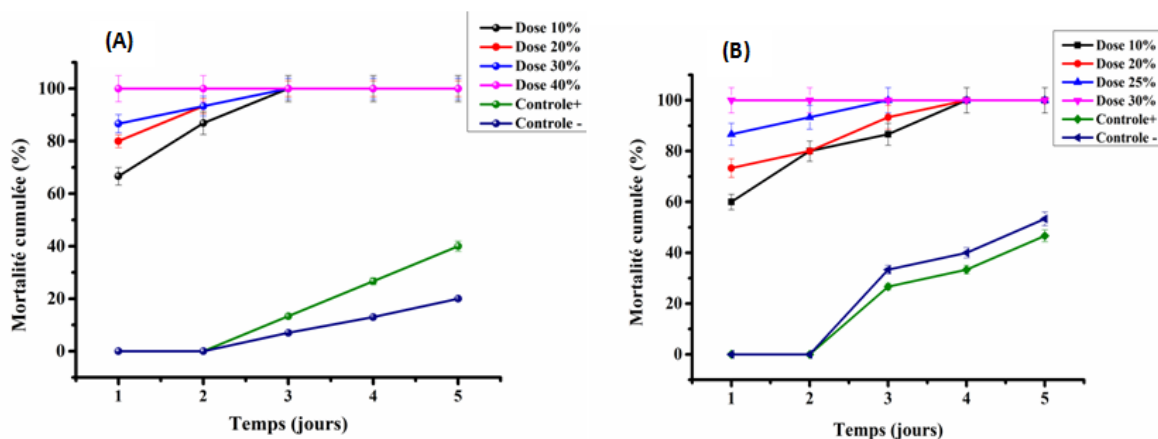 (A)
Dose 10%
Dose 20%
Dose 30%
Dose 40%
Controle+
Controle -
Mortalité cumulée (%)
100
80
60
40
20
0
1 2 3 4 5
Temps (jours)
(B)
Dose 10%
Dose 20%
Dose 25%
Dose 30%
Controle+
Controle -
Mortalité cumulée (%)
100
80
60
40
20
0
1 2 3 4 5
Temps (jours)